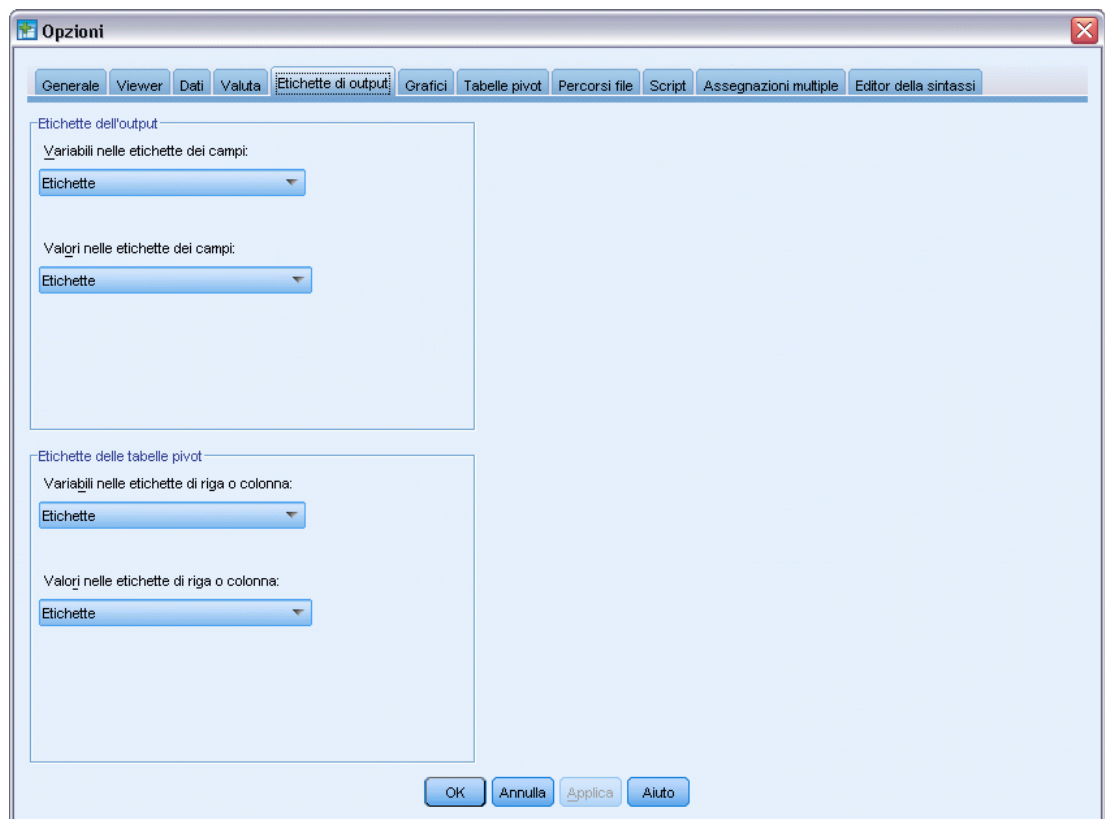 Opzioni
Generale Viewer Dati Valuta Etichette di output Grafici Tabelle pivot Percorsi file Script Assegnazioni multiple Editor della sintassi
Etichette dell'output
Variabili nelle etichette dei campi:
Etichette
Valori nelle etichette dei campi:
Etichette
Etichette delle tabelle pivot
Variabili nelle etichette di riga o colonna:
Etichette
Valori nelle etichette di riga o colonna:
Etichette
OK Annulla Applica Aiuto